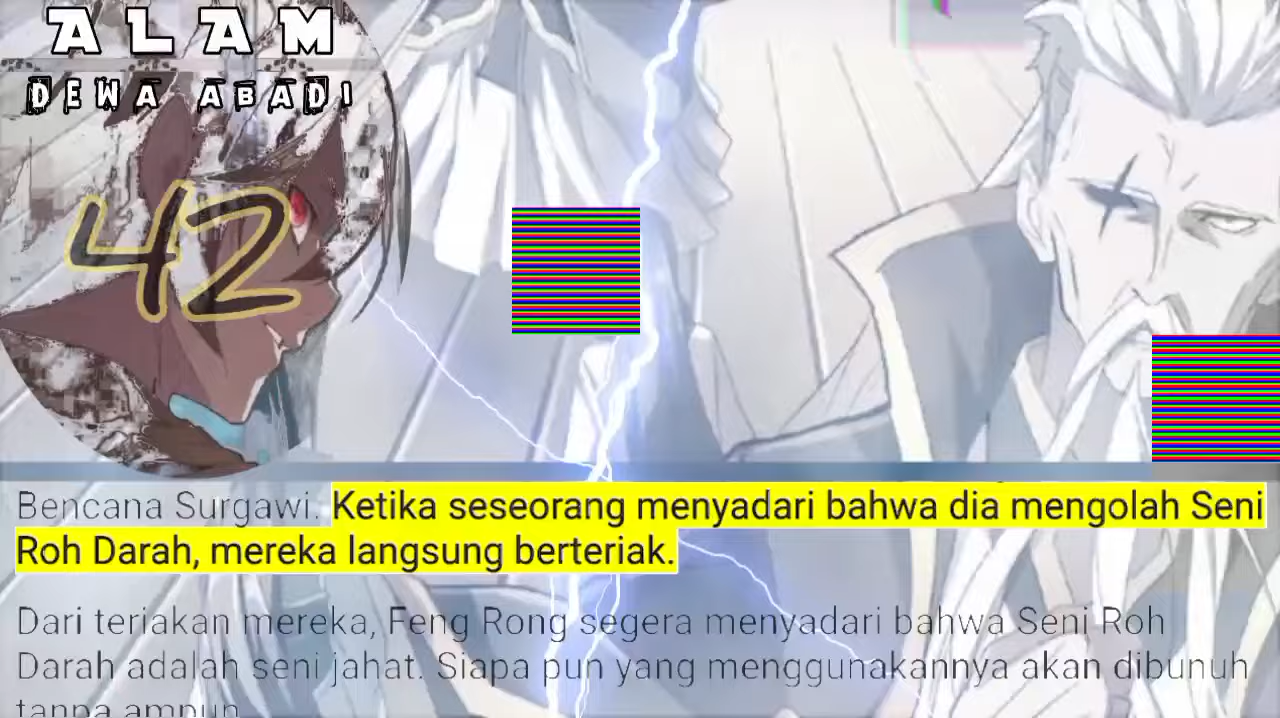 ALAM
DEWA ABADI
42
Bencana Surgawi. Ketika seseorang menyadari bahwa dia mengolah Seni
Roh Darah, mereka langsung berteriak.
Dari teriakan mereka, Feng Rong segera menyadari bahwa Seni Roh
Darah adalah seni jahat. Siapa pun yang menggunakannya akan dibunuh
tanpa ampun